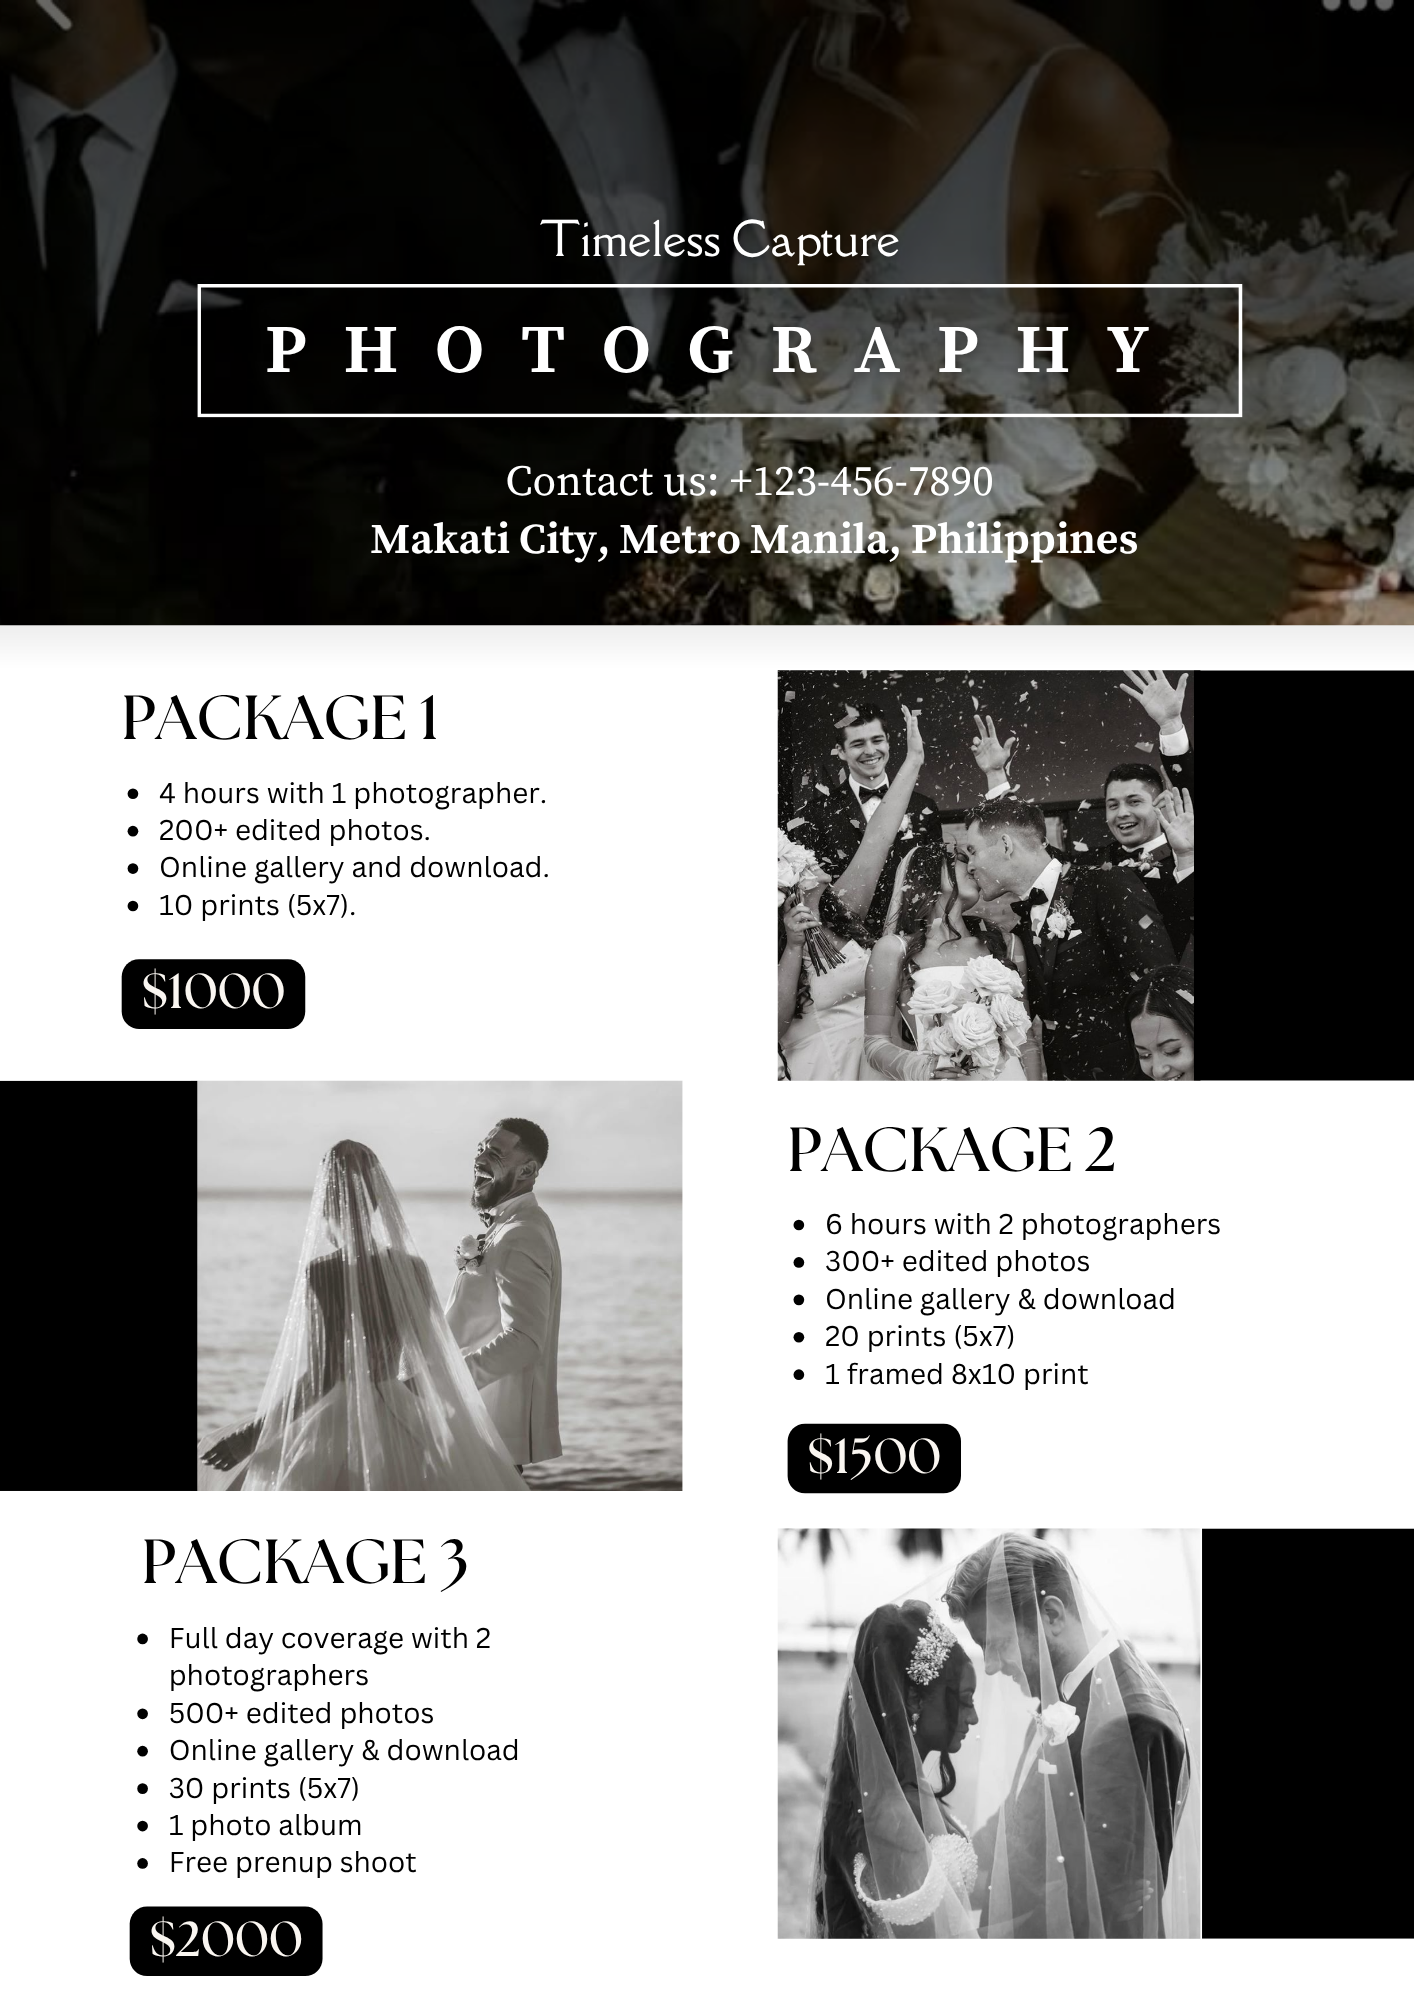 Timeless Capture
PHOTOGRAPHY
Contact us: +123-456-7890
Makati City, Metro Manila, Philippines
PACKAGE 1
• 4 hours with 1 photographer.
• 200+ edited photos.
• Online gallery and download.
• 10 prints (5x7).
$1000
PACKAGE 2
• 6 hours with 2 photographers
• 300+ edited photos
• Online gallery & download
• 20 prints (5x7)
• 1 framed 8x10 print
$1500
PACKAGE 3
• Full day coverage with 2
photographers
• 500+ edited photos
• Online gallery & download
• 30 prints (5x7)
• 1 photo album
• Free prenup shoot
$2000